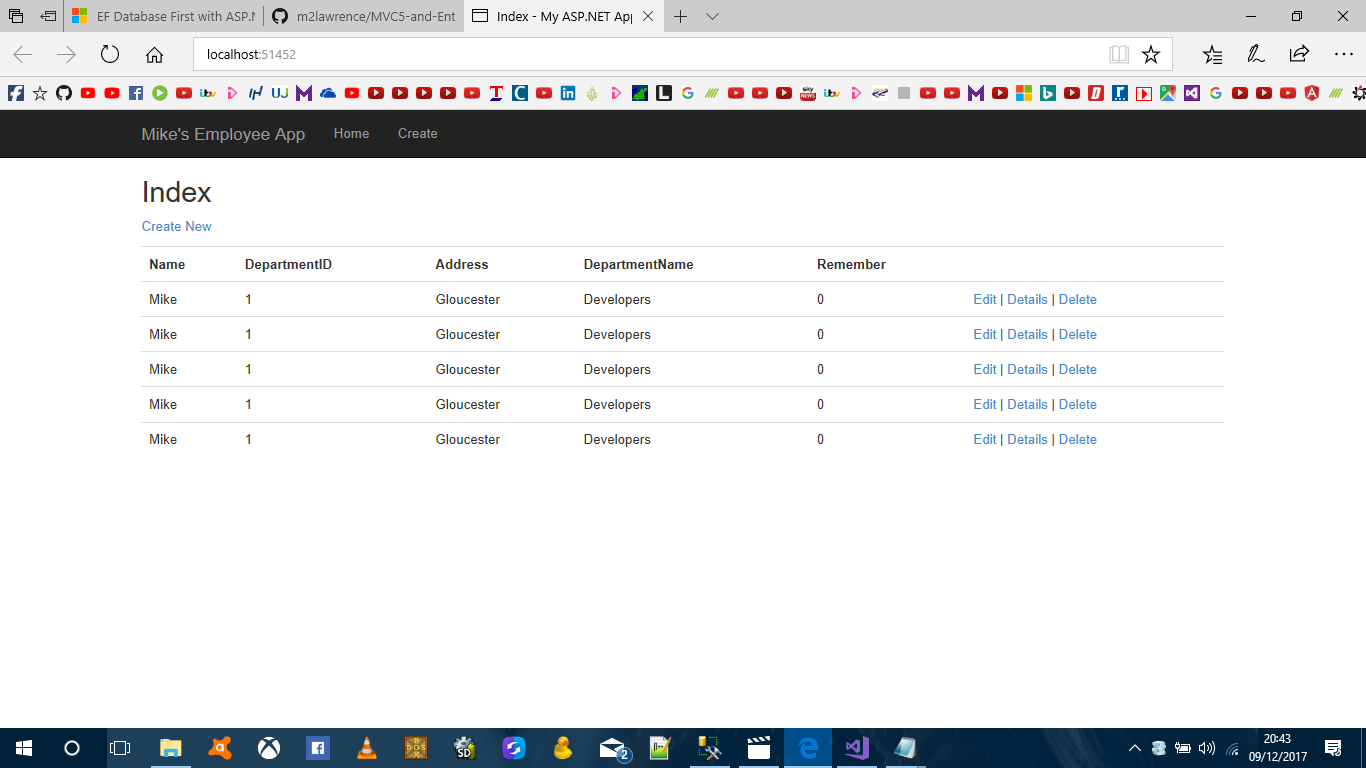 EF Database First with ASP.N
m2lawrence/MVC5-and-Ent
Index - My ASP.NET App
localhost:51452
Mike's Employee App Home Create
Index
Create New
Name DepartmentID Address DepartmentName Remember
Mike 1 Gloucester Developers 0 Edit | Details | Delete
Mike 1 Gloucester Developers 0 Edit | Details | Delete
Mike 1 Gloucester Developers 0 Edit | Details | Delete
Mike 1 Gloucester Developers 0 Edit | Details | Delete
Mike 1 Gloucester Developers 0 Edit | Details | Delete
2
20:43
09/12/2017